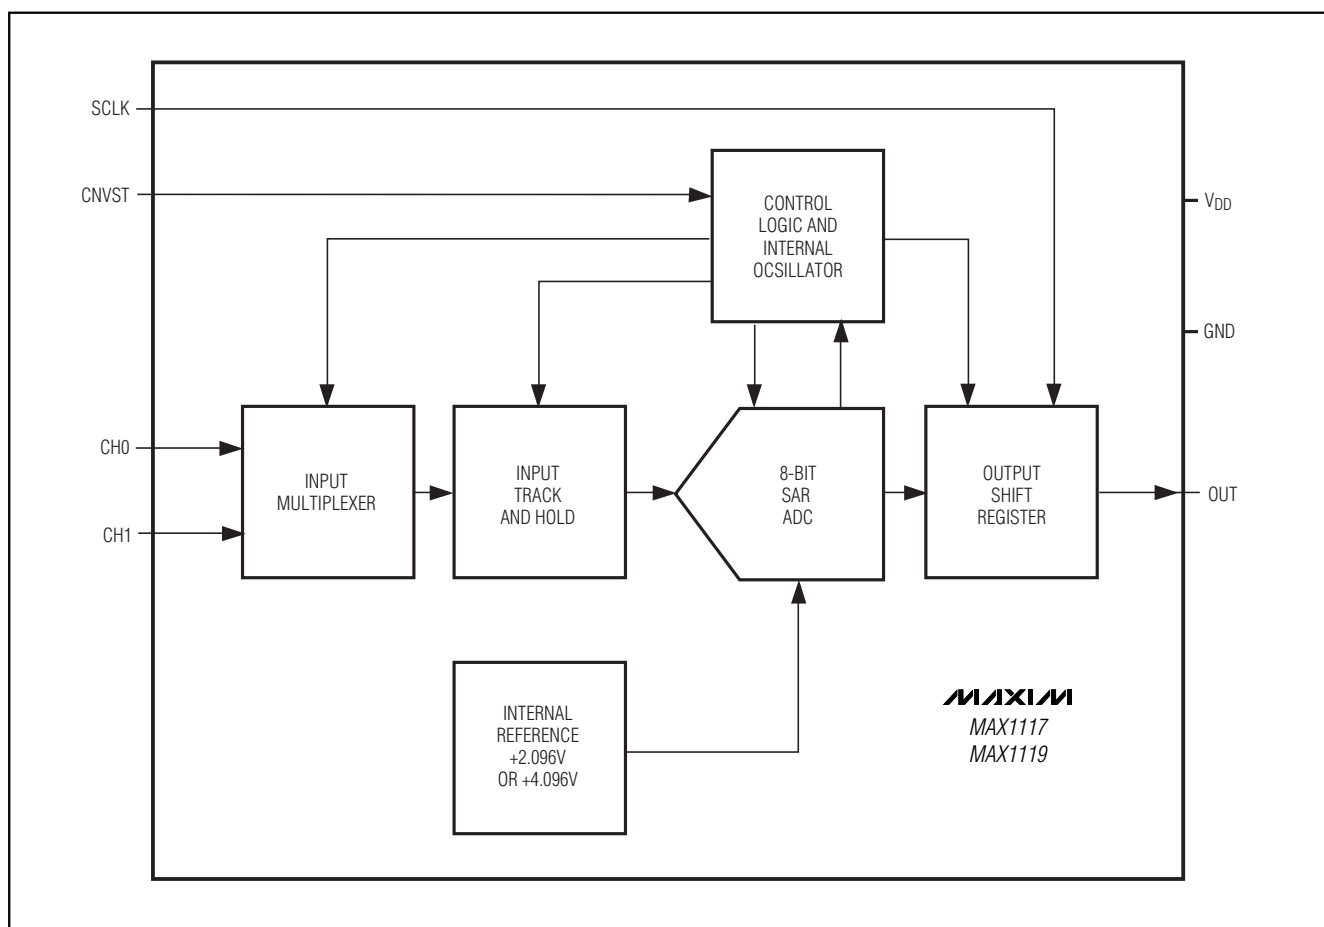 SCLK
CNVST
CONTROL
LOGIC AND
INTERNAL
OCSILLATOR
VDD
GND
CH0
CH1
INPUT
MULTIPLEXER
INPUT
TRACK
AND HOLD
8-BIT
SAR
ADC
OUTPUT
SHIFT
REGISTER
OUT
INTERNAL
REFERENCE
+2.096V
OR +4.096V
MAXIM
MAX1117
MAX1119